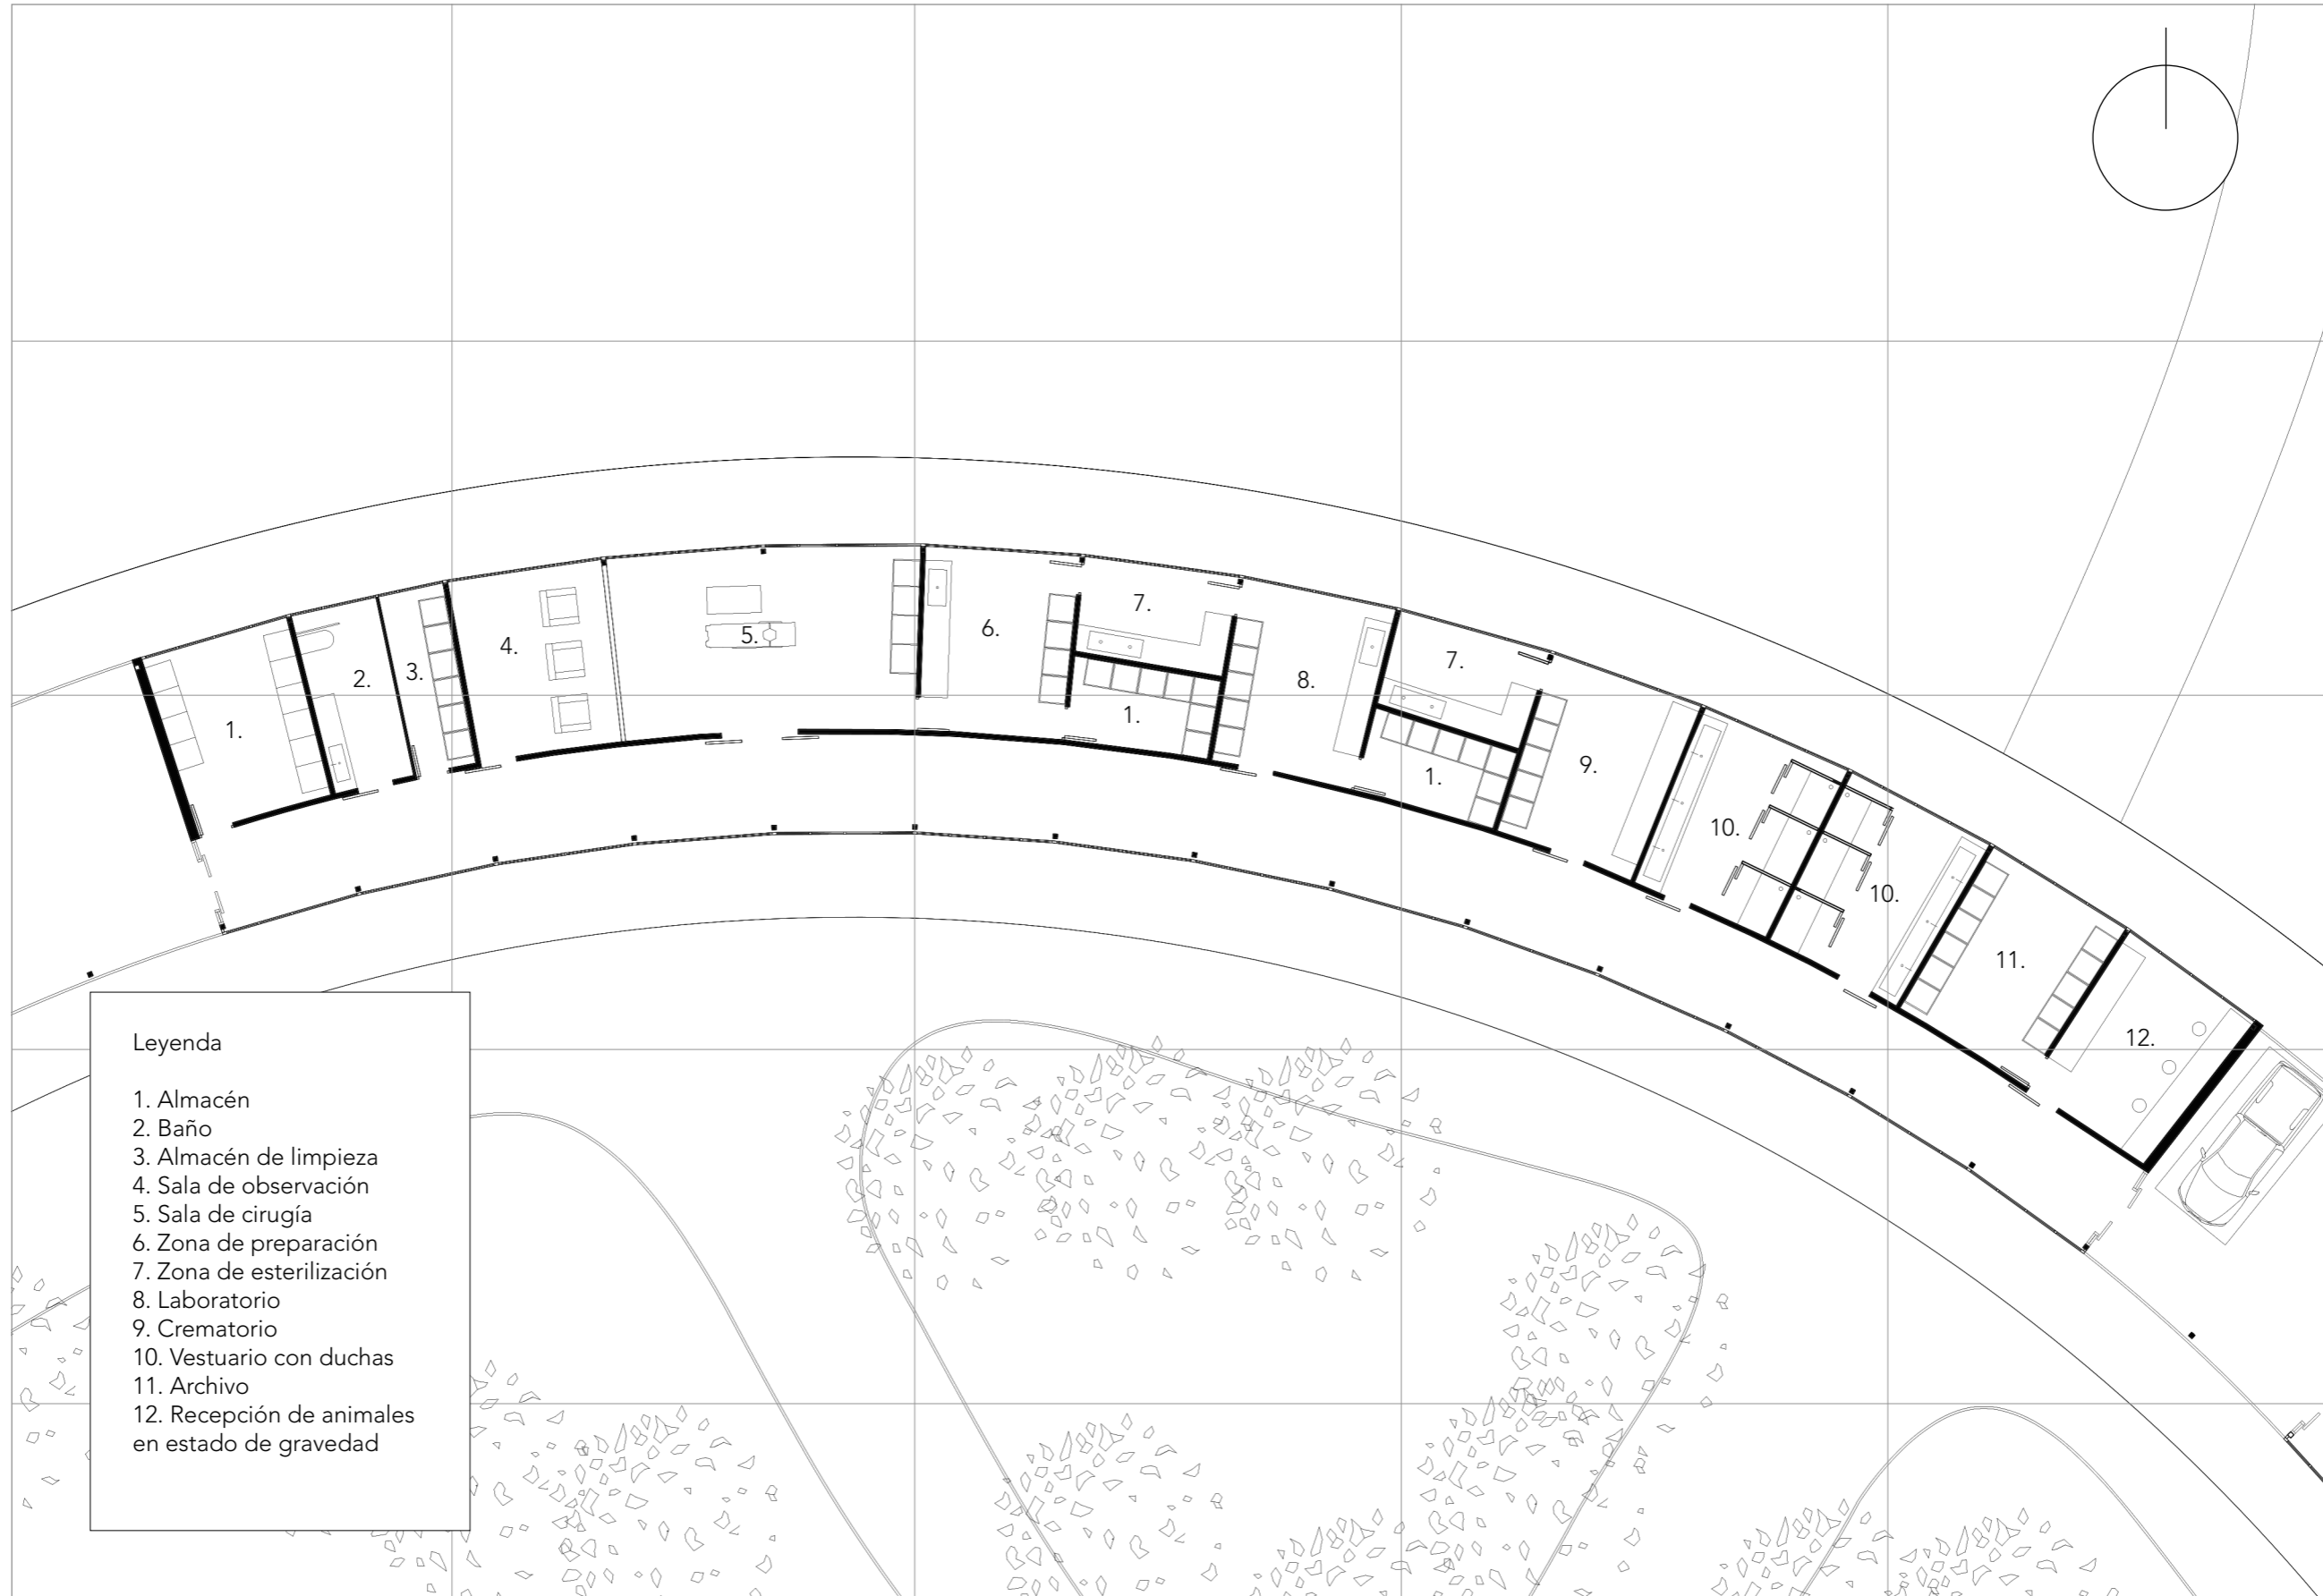 7.
5.
6.
4.
7.
3.
2.
8.
1.
1.
9.
1.
10.
10.
11.
12.
Leyenda
1. Almacén
2. Baño
3. Almacén de limpieza
4. Sala de observación
5. Sala de cirugía
6. Zona de preparación
7. Zona de esterilización
8. Laboratorio
9. Crematorio
10. Vestuario con duchas
11. Archivo
12. Recepción de animales
en estado de gravedad